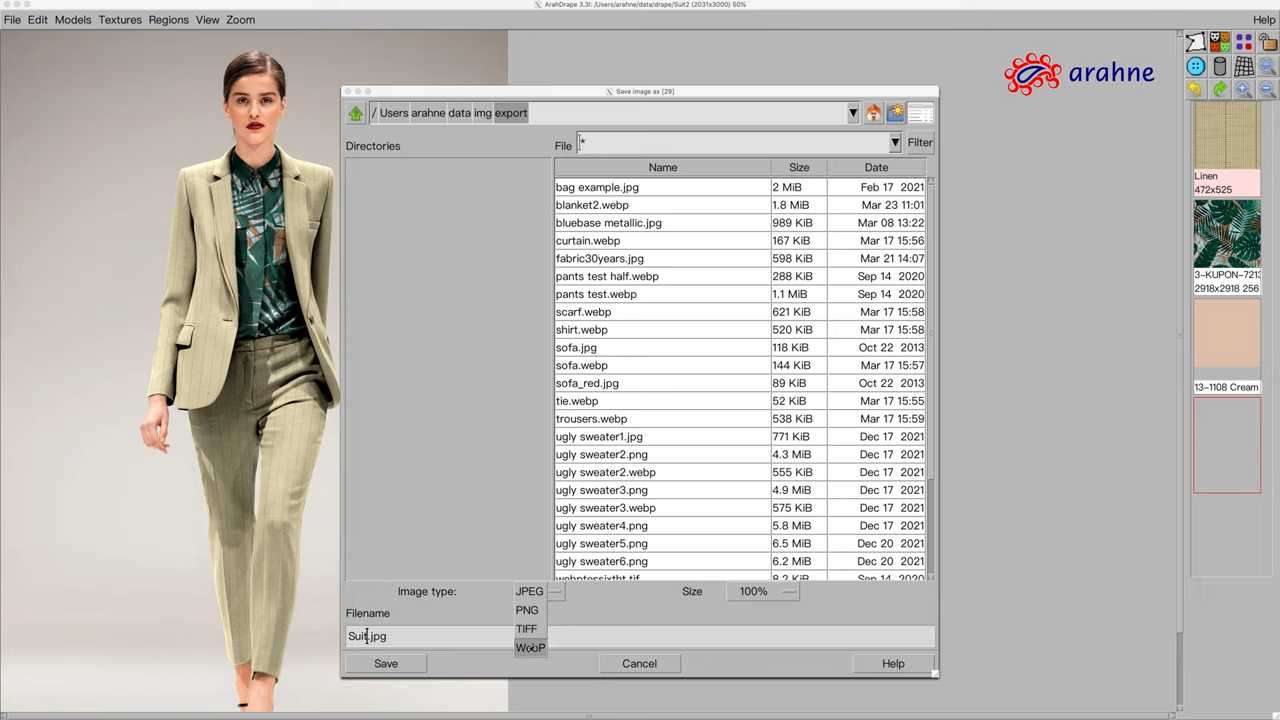 ArahDrape 3.3l: /Users/arahne/data/drape/Suit2 (2031x3000) 50%
File Edit Models Textures Regions View Zoom Help
arahne
Save image as [29]
/ Users arahne data img export
Directories File * Filter
Name Size Date
bag example.jpg 2 MiB Feb 17 2021
blanket2.webp 1.8 MiB Mar 23 11:01
bluebase metallic.jpg 989 KiB Mar 08 13:22
curtain.webp 167 KiB Mar 17 15:56
fabric30years.jpg 598 KiB Mar 21 14:07
pants test half.webp 288 KiB Sep 14 2020
pants test.webp 1.1 MiB Sep 14 2020
scarf.webp 621 KiB Mar 17 15:58
shirt.webp 520 KiB Mar 17 15:58
sofa.jpg 118 KiB Oct 22 2013
sofa.webp 144 KiB Mar 17 15:57
sofa_red.jpg 89 KiB Oct 22 2013
tie.webp 52 KiB Mar 17 15:55
trousers.webp 538 KiB Mar 17 15:59
ugly sweater1.jpg 771 KiB Dec 17 2021
ugly sweater2.png 4.3 MiB Dec 17 2021
ugly sweater2.webp 555 KiB Dec 17 2021
ugly sweater3.png 4.9 MiB Dec 17 2021
ugly sweater3.webp 575 KiB Dec 17 2021
ugly sweater4.png 5.8 MiB Dec 17 2021
ugly sweater5.png 6.5 MiB Dec 20 2021
ugly sweater6.png 6.2 MiB Dec 20 2021
8.2 KiB Sep 14 2020
Image type: JPEG Size 100%
PNG
TIFF
WebP
Filename
Suit.jpg
Save Cancel Help
Linen
472x525
3-KUPON-7213
2918x2918 256
13-1108 Cream